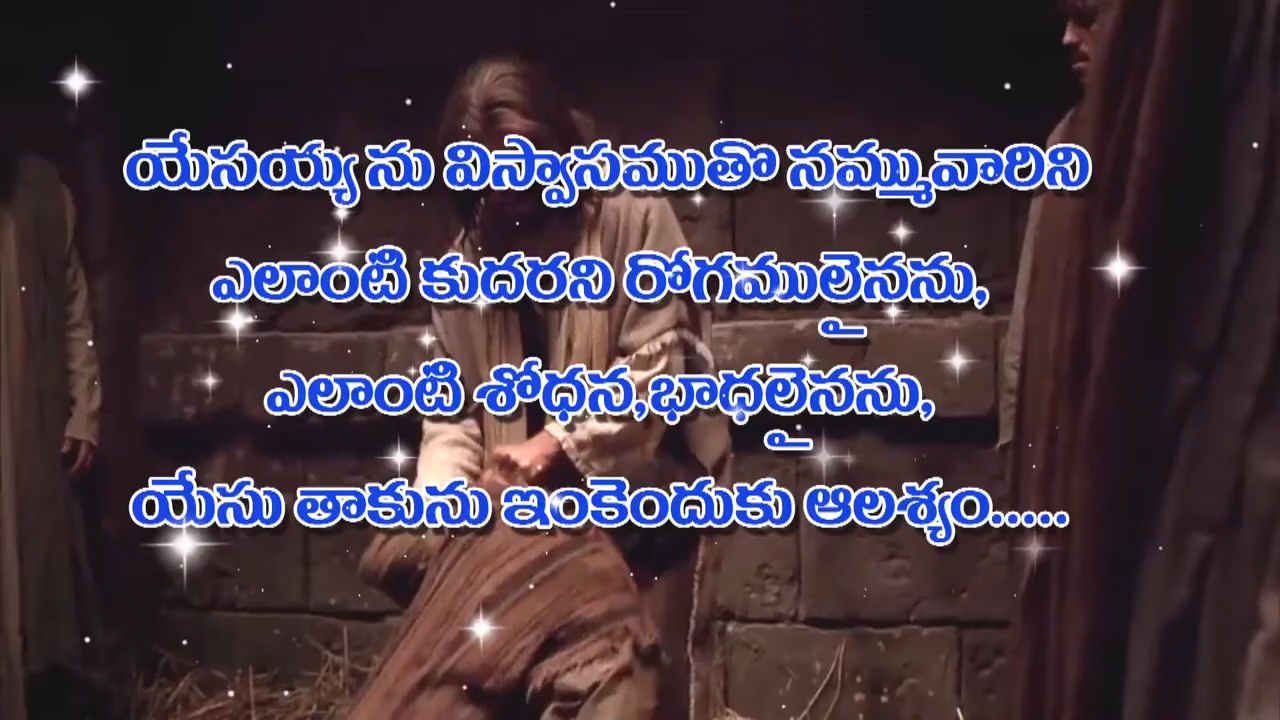 యేసయ్య ను విస్వాసముతొ నమ్మువారిని
ఎలాంటి కుదరని రోగములైనను,
ఎలాంటి శోధన,భాధలైనను,
యేసు తాకును ఇంకెందుకు ఆలశ్యం.....